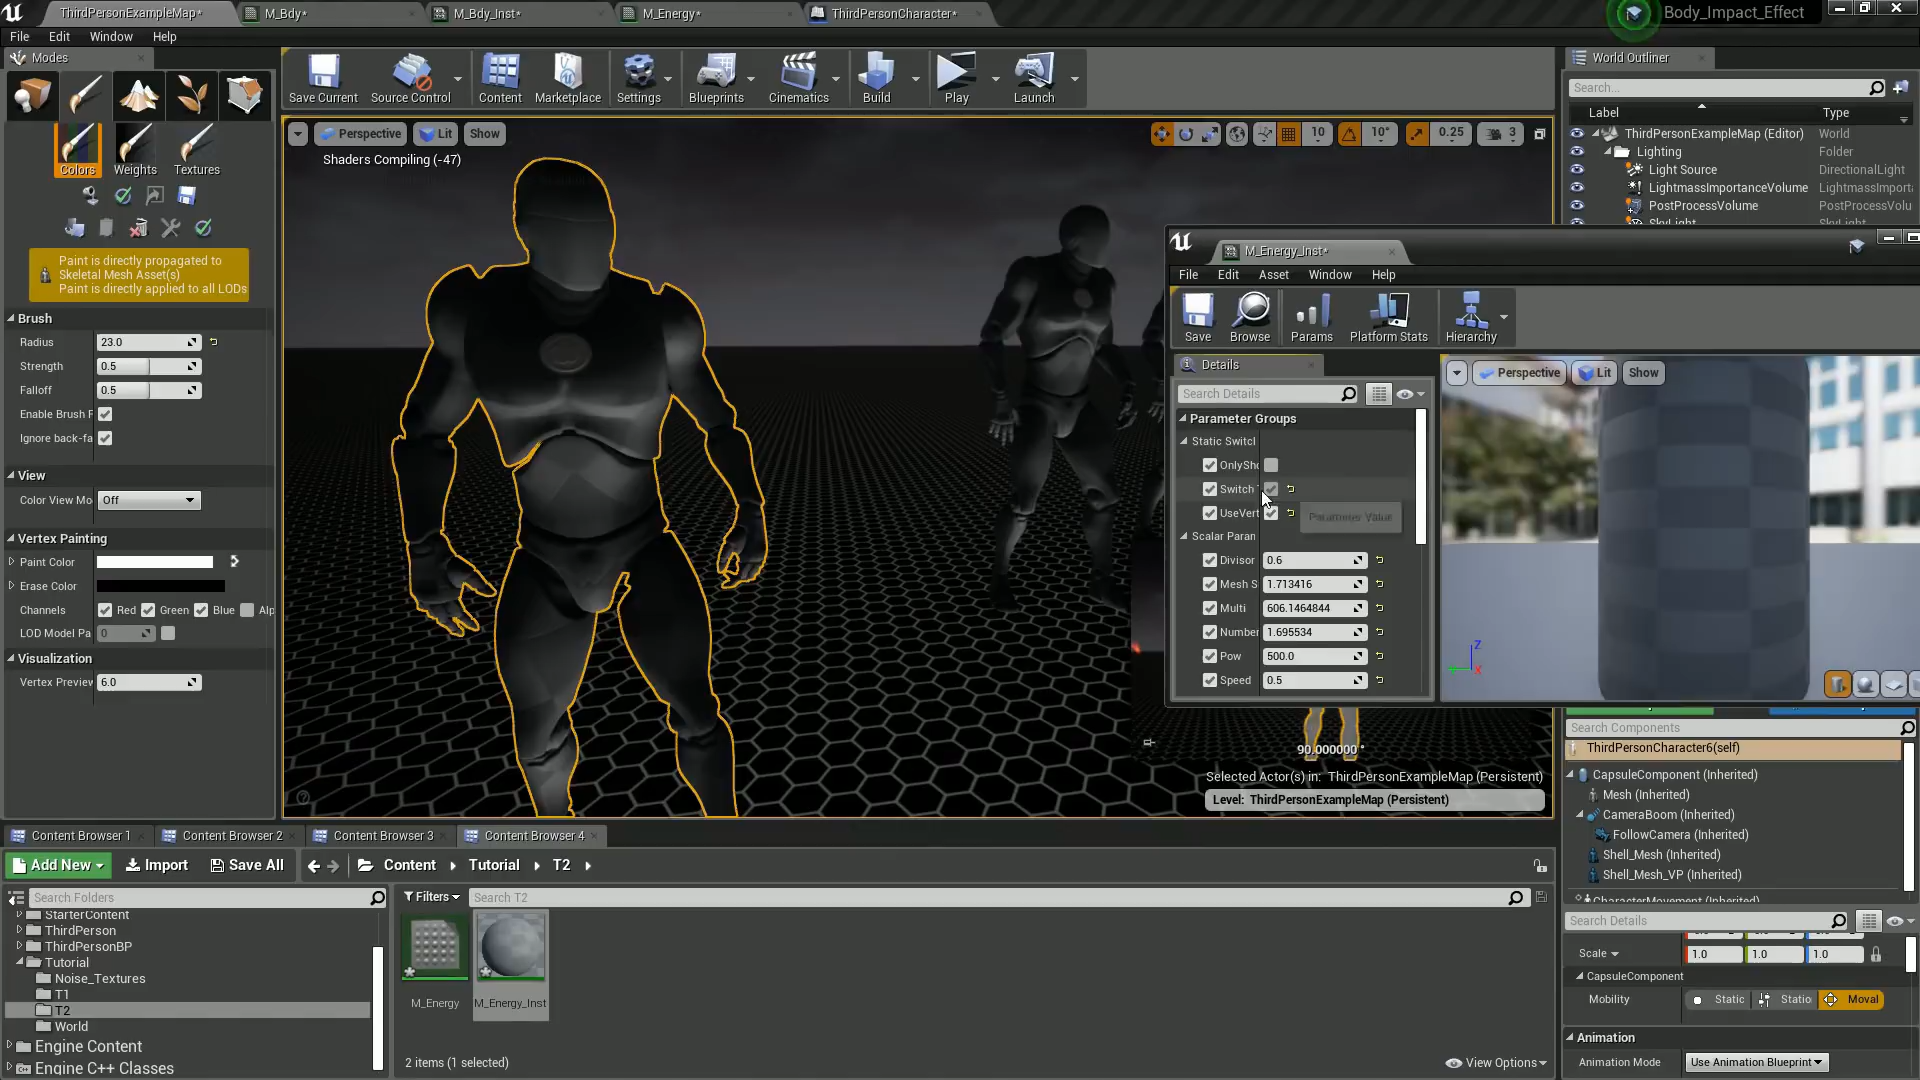 ThirdPersonExampleMap*
M_Bdy*
M_Bdy_Inst*
M_Energy*
ThirdPersonCharacter*
Body_Impact_Effect
File
Edit
Window
Help
Modes
Save Current
Source Control
Content
Marketplace
Settings
Blueprints
Cinematics
Build
Play
Launch
World Outliner
Search...
Label
Type
ThirdPersonExampleMap (Editor)
World
Lighting
Folder
Light Source
DirectionalLight
LightmassImportanceVolume
LightmassImporta
PostProcessVolume
PostProcessVolu
SkyLight
Colors
Weights
Textures
Paint is directly propagated to
Skeletal Mesh Asset(s)
Paint is directly applied to all LODs
Brush
Radius
23.0
Strength
0.5
Falloff
0.5
Enable Brush F
Ignore back-fa
View
Color View Mo
Off
Vertex Painting
Paint Color
Erase Color
Channels
Red
Green
Blue
Alp
LOD Model Pa
0
Visualization
Vertex Preview
6.0
Perspective
Lit
Show
10
10°
0.25
3
Shaders Compiling (-47)
M_Energy_Inst*
File
Edit
Asset
Window
Help
Save
Browse
Params
Platform Stats
Hierarchy
Details
Search Details
Parameter Groups
Static Switcl
OnlySho
Switch
UseVert
Parameter Value
Scalar Param
Divisor
0.6
Mesh S
1.713416
Multi
606.1464844
Number
1.695534
Pow
500.0
Speed
0.5
Perspective
Lit
Show
Z
X
90.000000 °
Selected Actor(s) in: ThirdPersonExampleMap (Persistent)
Level: ThirdPersonExampleMap (Persistent)
Search Components
ThirdPersonCharacter6(self)
CapsuleComponent (Inherited)
Mesh (Inherited)
CameraBoom (Inherited)
FollowCamera (Inherited)
Shell_Mesh (Inherited)
Shell_Mesh_VP (Inherited)
CharacterMovement (Inherited)
Search Details
Scale
1.0
1.0
1.0
CapsuleComponent
Mobility
Static
Statio
Moval
Animation
Animation Mode
Use Animation Blueprint
Content Browser 1
Content Browser 2
Content Browser 3
Content Browser 4
Add New
Import
Save All
Content
Tutorial
T2
Search Folders
Filters
Search T2
StarterContent
ThirdPerson
ThirdPersonBP
Tutorial
Noise_Textures
T1
T2
World
Engine Content
Engine C++ Classes
M_Energy
M_Energy_Inst
2 items (1 selected)
View Options